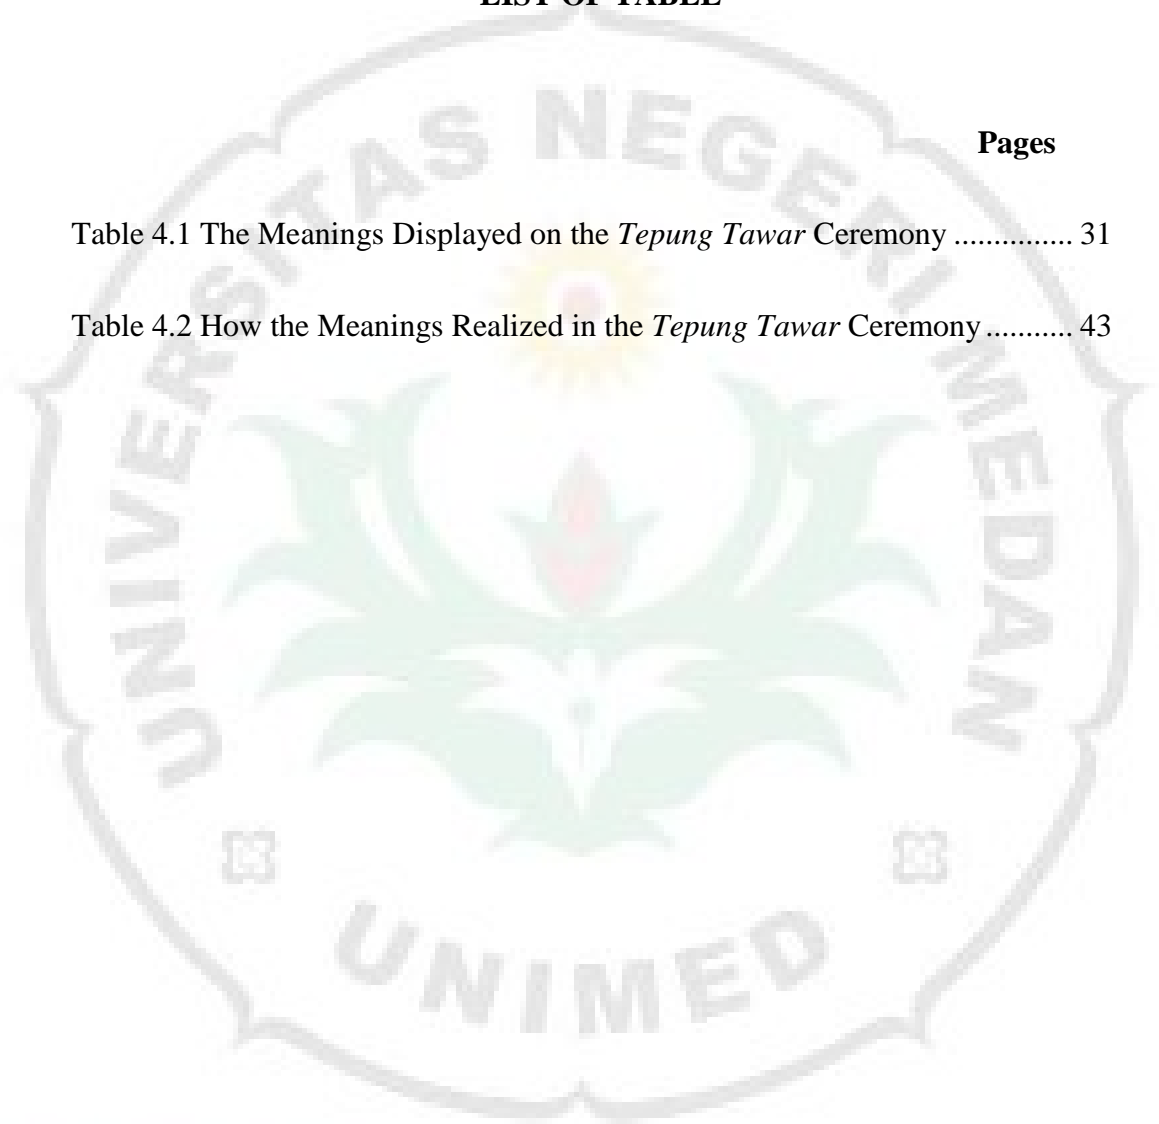 LIST OF TABLE
Pages
Table 4.1 The Meanings Displayed on the Tepung Tawar Ceremony ............... 31
Table 4.2 How the Meanings Realized in the Tepung Tawar Ceremony ........... 43
UNIVERSITAS NEGERI MEDAN
UNIMED